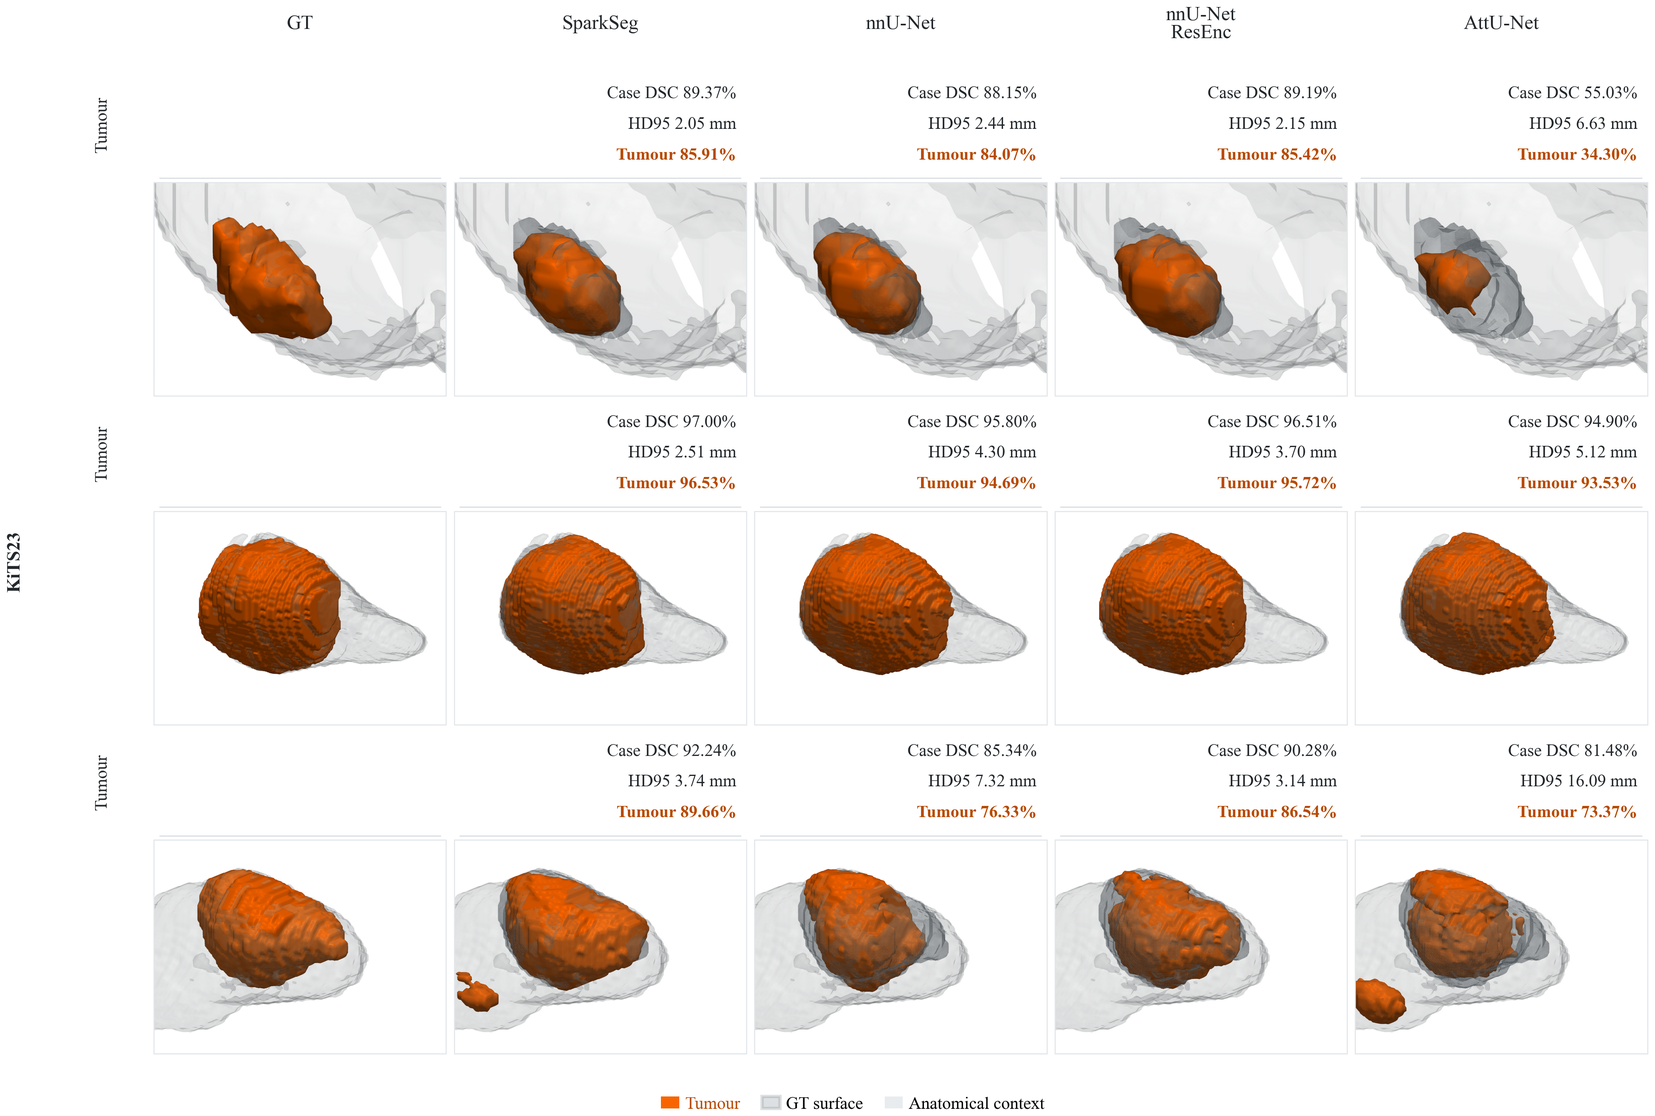 GT
SparkSeg
nnU-Net
nnU-Net
ResEnc
AttU-Net
KiTS23
Tumour
Case DSC 89.37%
HD95 2.05 mm
Tumour 85.91%
Case DSC 88.15%
HD95 2.44 mm
Tumour 84.07%
Case DSC 89.19%
HD95 2.15 mm
Tumour 85.42%
Case DSC 55.03%
HD95 6.63 mm
Tumour 34.30%
Tumour
Case DSC 97.00%
HD95 2.51 mm
Tumour 96.53%
Case DSC 95.80%
HD95 4.30 mm
Tumour 94.69%
Case DSC 96.51%
HD95 3.70 mm
Tumour 95.72%
Case DSC 94.90%
HD95 5.12 mm
Tumour 93.53%
Tumour
Case DSC 92.24%
HD95 3.74 mm
Tumour 89.66%
Case DSC 85.34%
HD95 7.32 mm
Tumour 76.33%
Case DSC 90.28%
HD95 3.14 mm
Tumour 86.54%
Case DSC 81.48%
HD95 16.09 mm
Tumour 73.37%
Tumour
GT surface
Anatomical context